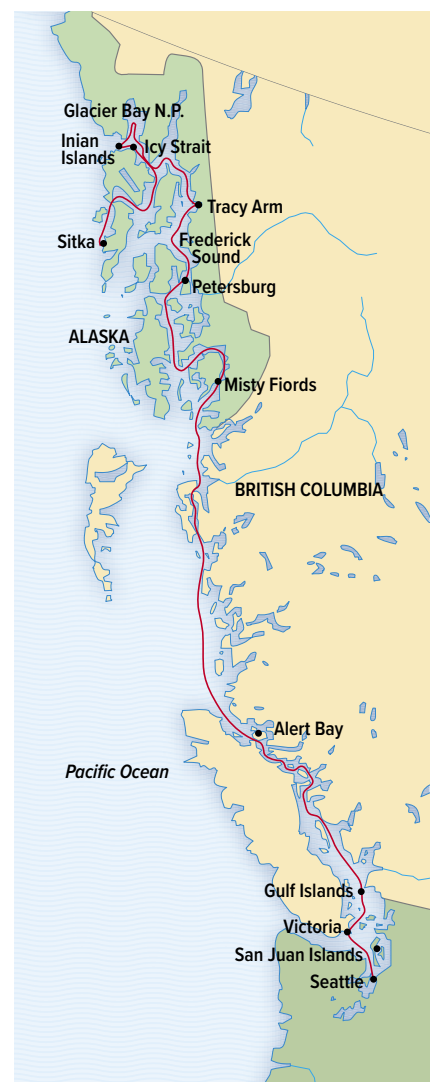 Glacier Bay N.P.
Inian
Islands
Icy Strait
Tracy Arm
Sitka
Frederick
Sound
Petersburg
ALASKA
Misty Fiords
BRITISH COLUMBIA
Alert Bay
Pacific Ocean
Gulf Islands
Victoria
San Juan Islands
Seattle